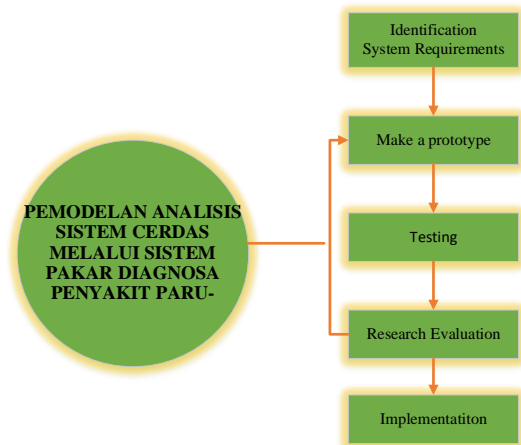 Identification
System Requirements
Make a prototype
PEMODELAN ANALISIS
SISTEM CERDAS
MELALUI SISTEM
PAKAR DIAGNOSA
PENYAKIT PARU-
Testing
Research Evaluation
Implementatiton